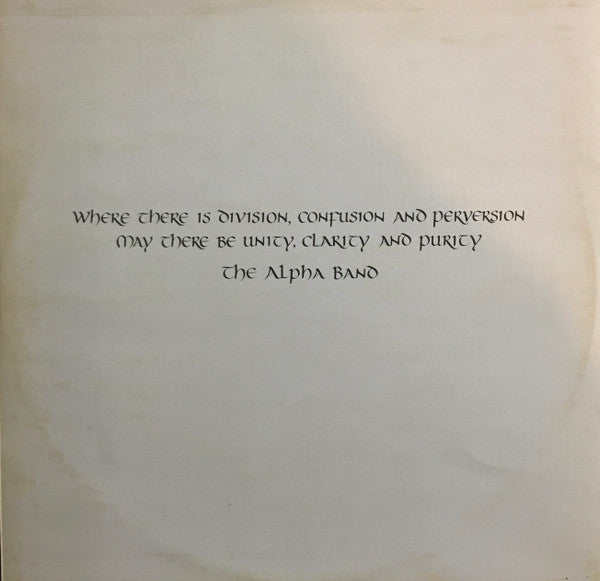 Where there is division, confusion and perversion
may there be unity, clarity and purity
The Alpha Band